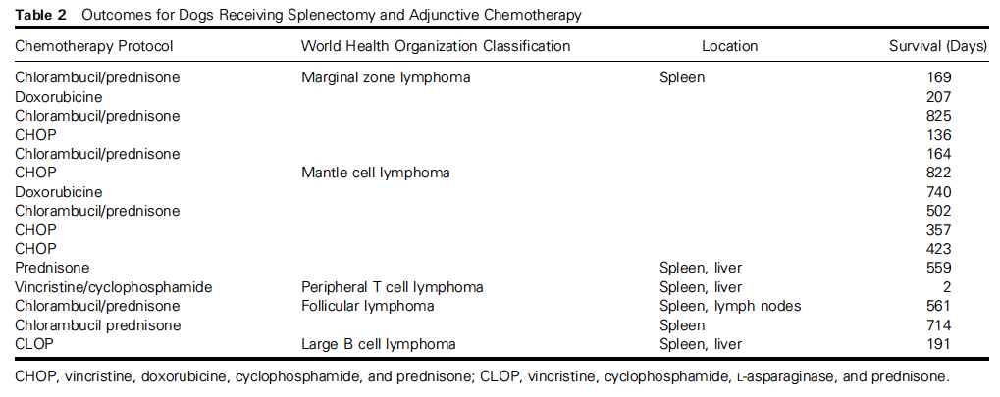 Table 2 Outcomes for Dogs Receiving Splenectomy and Adjunctive Chemotherapy
Chemotherapy Protocol World Health Organization Classification Location Survival (Days)
Chlorambucil/prednisone Marginal zone lymphoma Spleen 169
Doxorubicine 207
Chlorambucil/prednisone 825
CHOP 136
Chlorambucil/prednisone 164
CHOP Mantle cell lymphoma 822
Doxorubicine 740
Chlorambucil/prednisone 502
CHOP 357
CHOP 423
Prednisone Spleen, liver 559
Vincristine/cyclophosphamide Peripheral T cell lymphoma Spleen, liver 2
Chlorambucil/prednisone Follicular lymphoma Spleen, lymph nodes 561
Chlorambucil prednisone Spleen 714
CLOP Large B cell lymphoma Spleen, liver 191
CHOP, vincristine, doxorubicine, cyclophosphamide, and prednisone; CLOP, vincristine, cyclophosphamide, L-asparaginase, and prednisone.